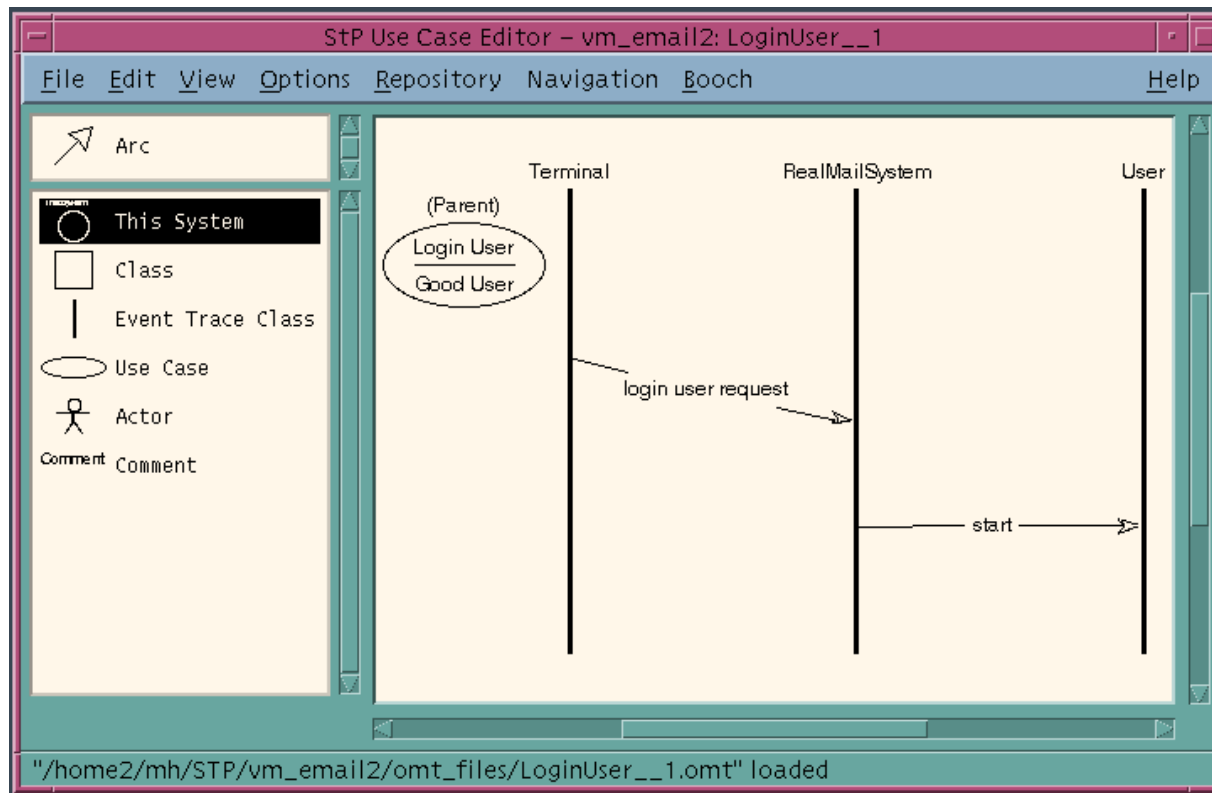 StP Use Case Editor – vm_email2: LoginUser__1
File Edit View Options Repository Navigation Booch Help
Arc
This System
Class
Event Trace Class
Use Case
Actor
Comment Comment
Terminal RealMailSystem User
(Parent)
Login User
Good User
login user request
start
"/home2/mh/STP/vm_email2/omt_files/LoginUser__1.omt" loaded